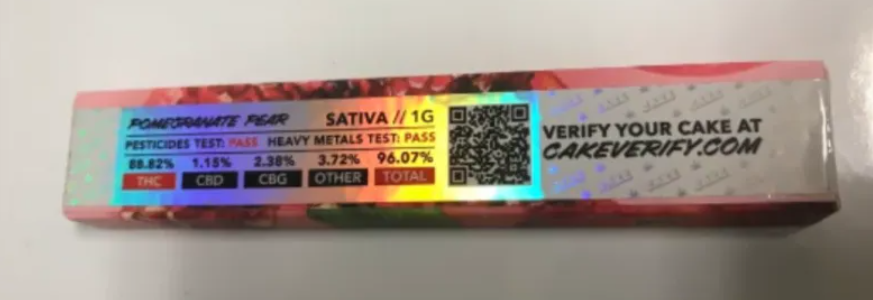 POMEGRANATE PEAR SATIVA // 1G
PESTICIDES TEST: PASS HEAVY METALS TEST: PASS
88.82% 1.15% 2.38% 3.72% 96.07%
THC CBD CBG OTHER TOTAL
VERIFY YOUR CAKE AT
CAKEVERIFY.COM